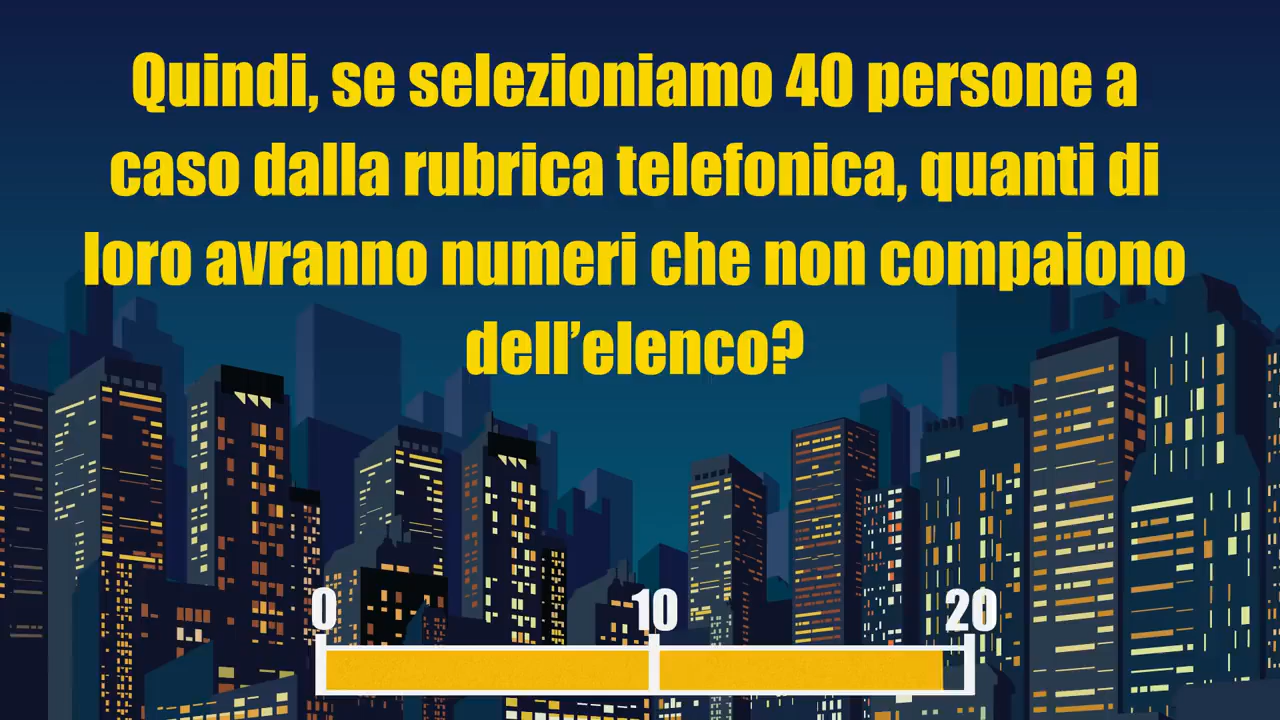 Quindi, se selezioniamo 40 persone a
caso dalla rubrica telefonica, quanti di
loro avranno numeri che non compaiono
dell’elenco?
0 10 20